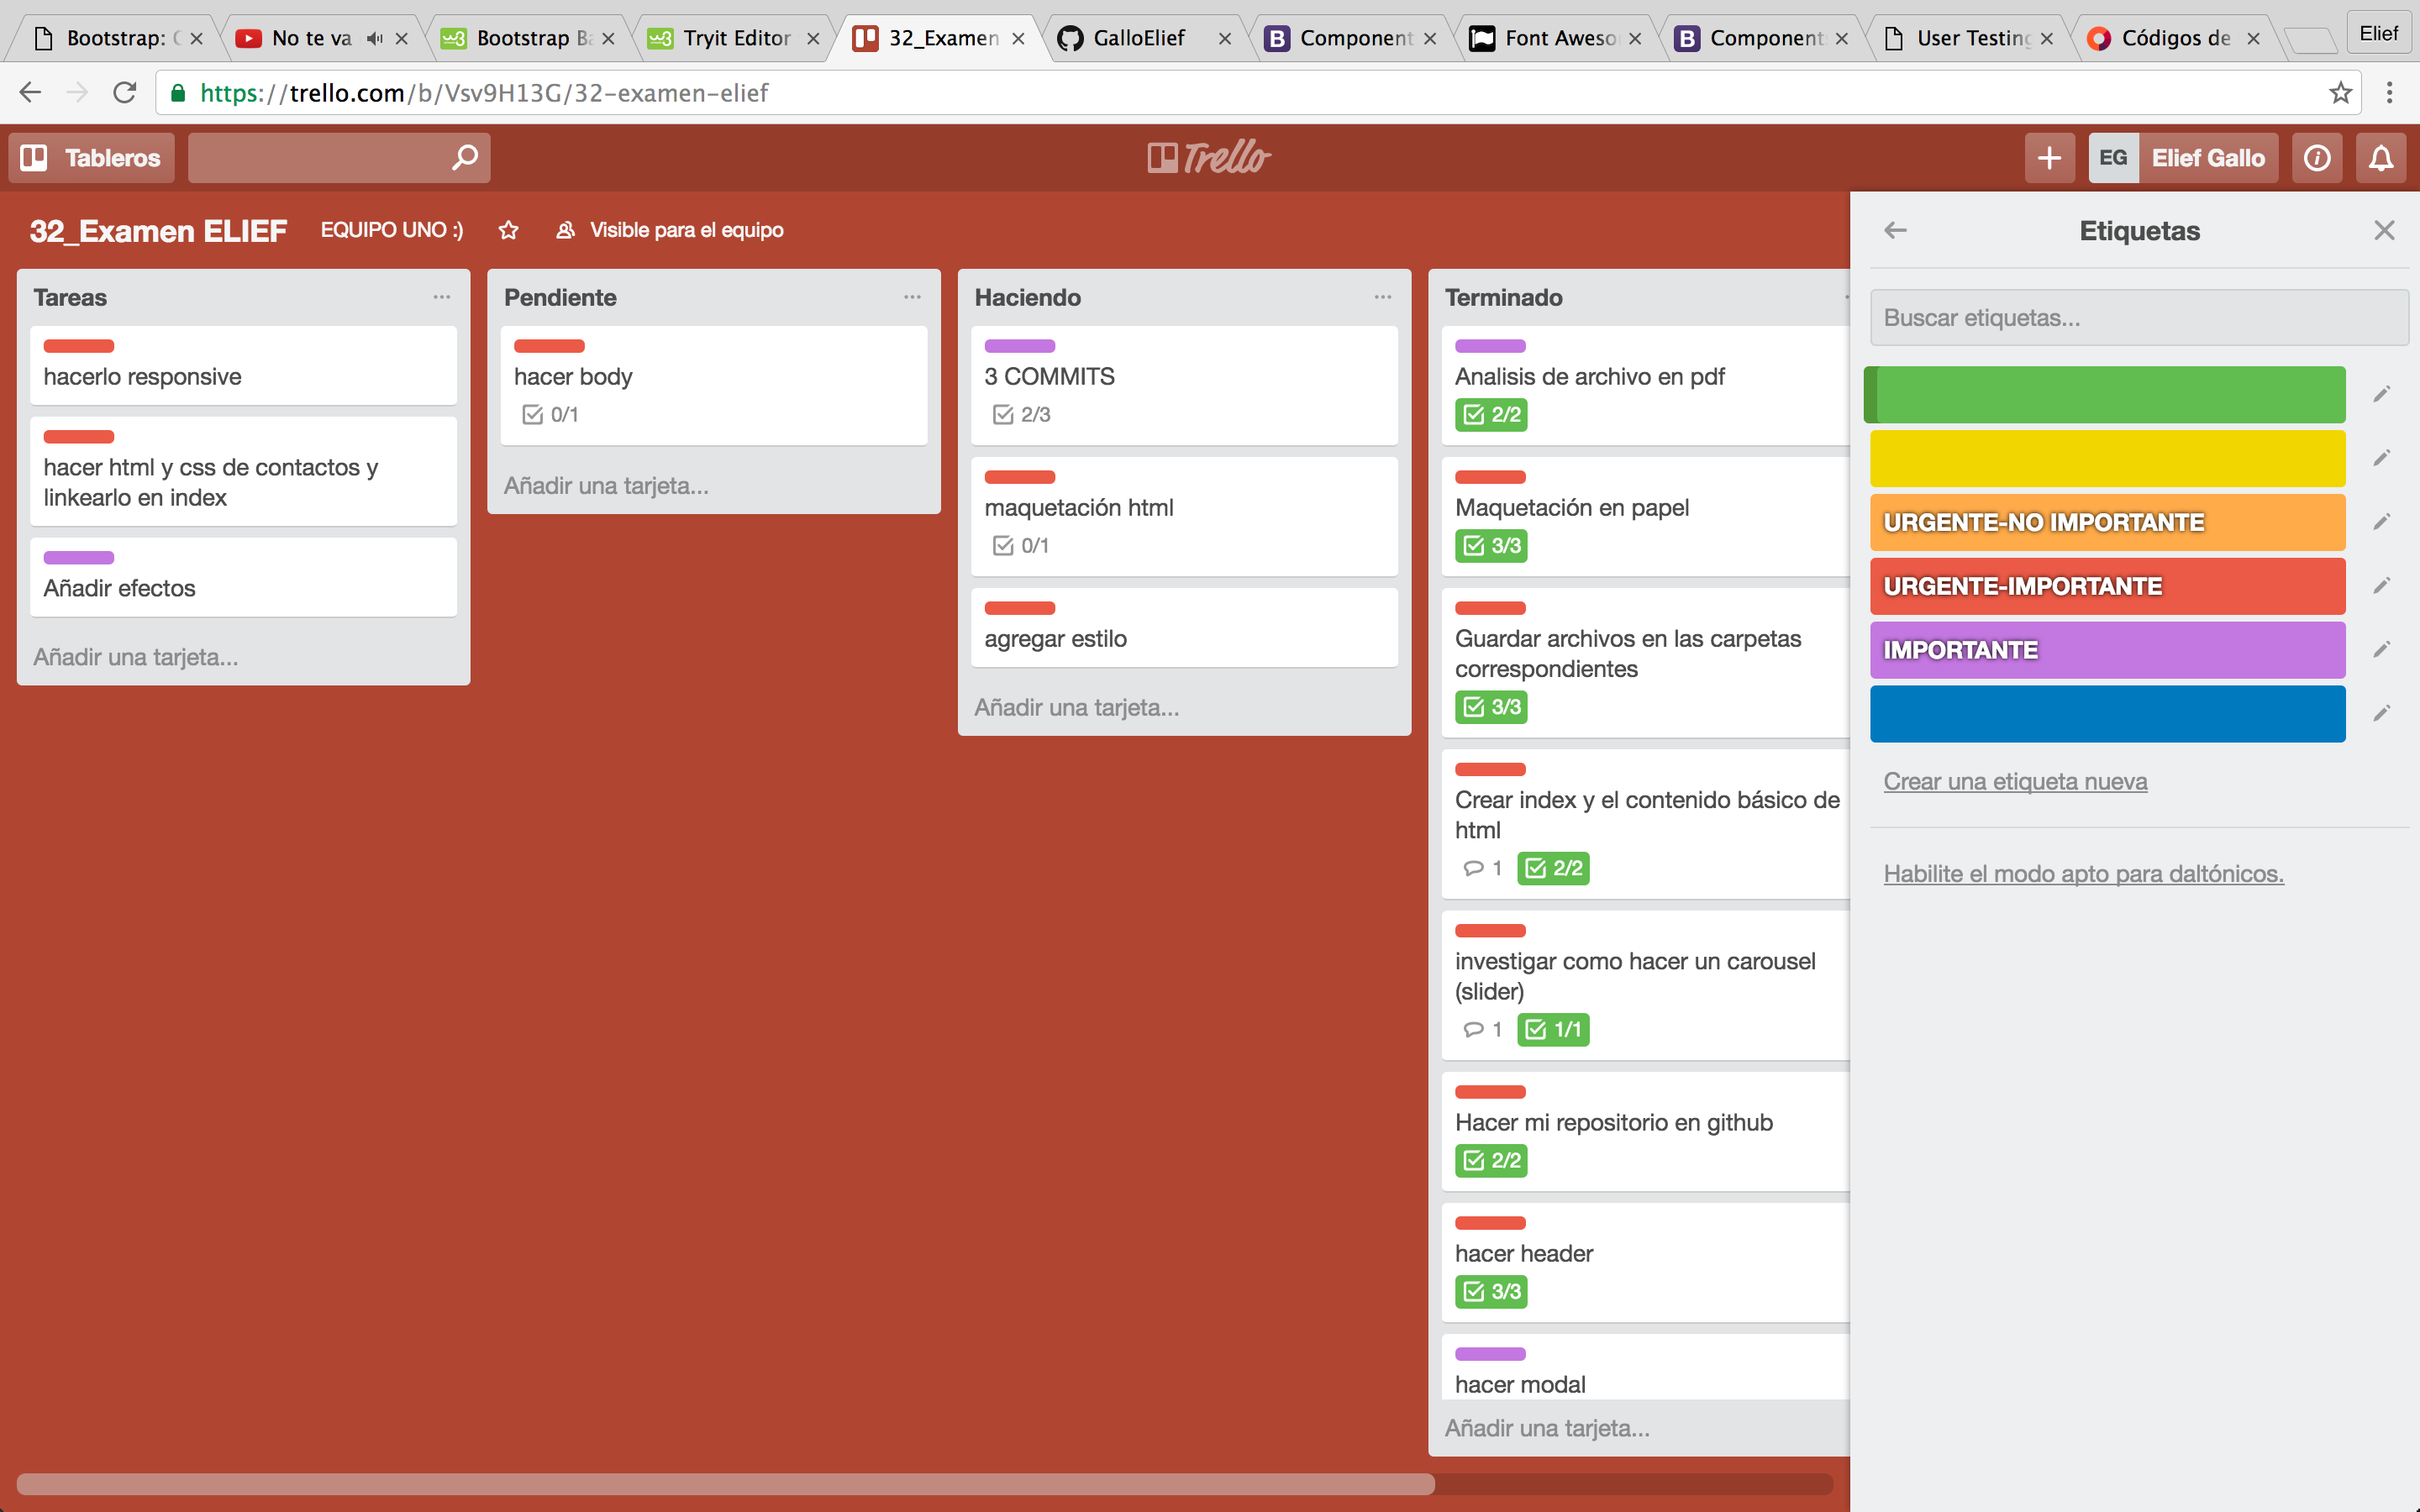 Bootstrap: C
No te va
Bootstrap Ba
Tryit Editor
32_Examen
GalloElief
Component
Font Aweso
Component
User Testing
Códigos de
Elief
https://trello.com/b/Vsv9H13G/32-examen-elief
Tableros
Trello
EG
Elief Gallo
32_Examen ELIEF
EQUIPO UNO :)
Visible para el equipo
Tareas
hacerlo responsive
hacer html y css de contactos y
linkearlo en index
Añadir efectos
Añadir una tarjeta...
Pendiente
hacer body
0/1
Añadir una tarjeta...
Haciendo
3 COMMITS
2/3
maquetación html
0/1
agregar estilo
Añadir una tarjeta...
Terminado
Analisis de archivo en pdf
2/2
Maquetación en papel
3/3
Guardar archivos en las carpetas
correspondientes
3/3
Crear index y el contenido básico de
html
1 2/2
investigar como hacer un carousel
(slider)
1 1/1
Hacer mi repositorio en github
2/2
hacer header
3/3
hacer modal
Añadir una tarjeta...
Etiquetas
Buscar etiquetas...
URGENTE-NO IMPORTANTE
URGENTE-IMPORTANTE
IMPORTANTE
Crear una etiqueta nueva
Habilite el modo apto para daltónicos.